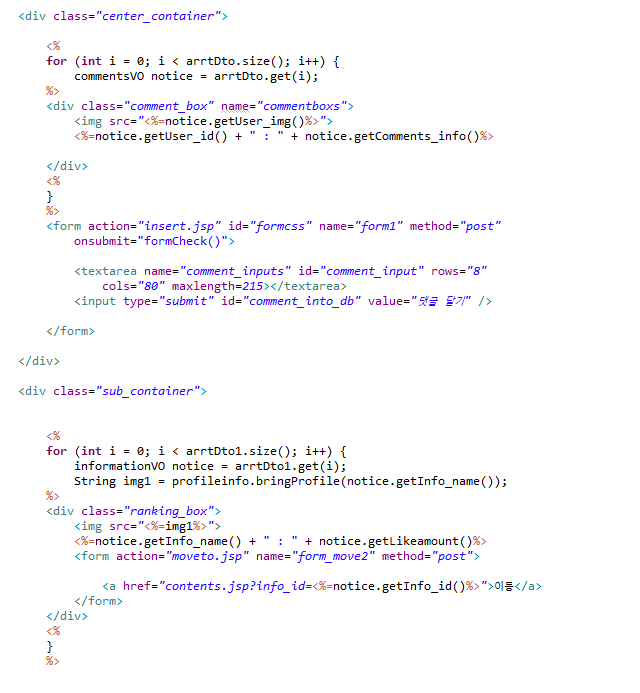 <div class="center_container">
<%
for (int i = 0; i < arrtDto.size(); i++) {
commentsVO notice = arrtDto.get(i);
%>
<div class="comment_box" name="commentboxs">
<img src="<%=notice.getUser_img()%>">
<%=notice.getUser_id() + " : " + notice.getComments_info()%>
</div>
<%
}
%>
<form action="insert.jsp" id="formcss" name="form1" method="post"
onsubmit="formCheck()">
<textarea name="comment_inputs" id="comment_input" rows="8"
cols="80" maxlength=215></textarea>
<input type="submit" id="comment_into_db" value="댓글 달기" />
</form>
</div>
<div class="sub_container">
<%
for (int i = 0; i < arrtDto1.size(); i++) {
informationVO notice = arrtDto1.get(i);
String img1 = profileinfo.bringProfile(notice.getInfo_name());
%>
<div class="ranking_box">
<img src="<%=img1%>">
<%=notice.getInfo_name() + " : " + notice.getLikeamount()%>
<form action="moveto.jsp" name="form_move2" method="post">
<a href="contents.jsp?info_id=<%=notice.getInfo_id()%>">이동</a>
</form>
</div>
<%
}
%>